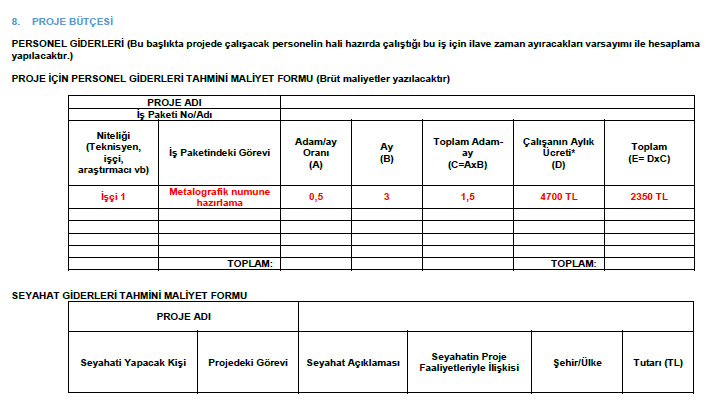 8. PROJE BÜTÇESİ
PERSONEL GİDERLERİ (Bu başlıkta projede çalışacak personelin hali hazırda çalıştığı bu iş için ilave zaman ayıracakları varsayımı ile hesaplama
yapılacaktır.)
PROJE İÇİN PERSONEL GİDERLERİ TAHMİNİ MALİYET FORMU (Brüt maliyetler yazılacaktır)
PROJE ADI
İş Paketi No/Adı
Niteliği
(Teknisyen,
işçi,
araştırmacı vb)
İş Paketindeki Görevi
Adam/ay
Oranı
(A)
Ay
(B)
Toplam Adam-
ay
(C=AxB)
Çalışanın Aylık
Ücreti*
(D)
Toplam
(E= DxC)
İşçi 1
Metalografik numune
hazırlama
0,5
3
1,5
4700 TL
2350 TL
TOPLAM:
TOPLAM:
SEYAHAT GİDERLERİ TAHMİNİ MALİYET FORMU
PROJE ADI
Seyahati Yapacak Kişi
Projedeki Görevi
Seyahat Açıklaması
Seyahatin Proje
Faaliyetleriyle İlişkisi
Şehir/Ülke
Tutarı (TL)